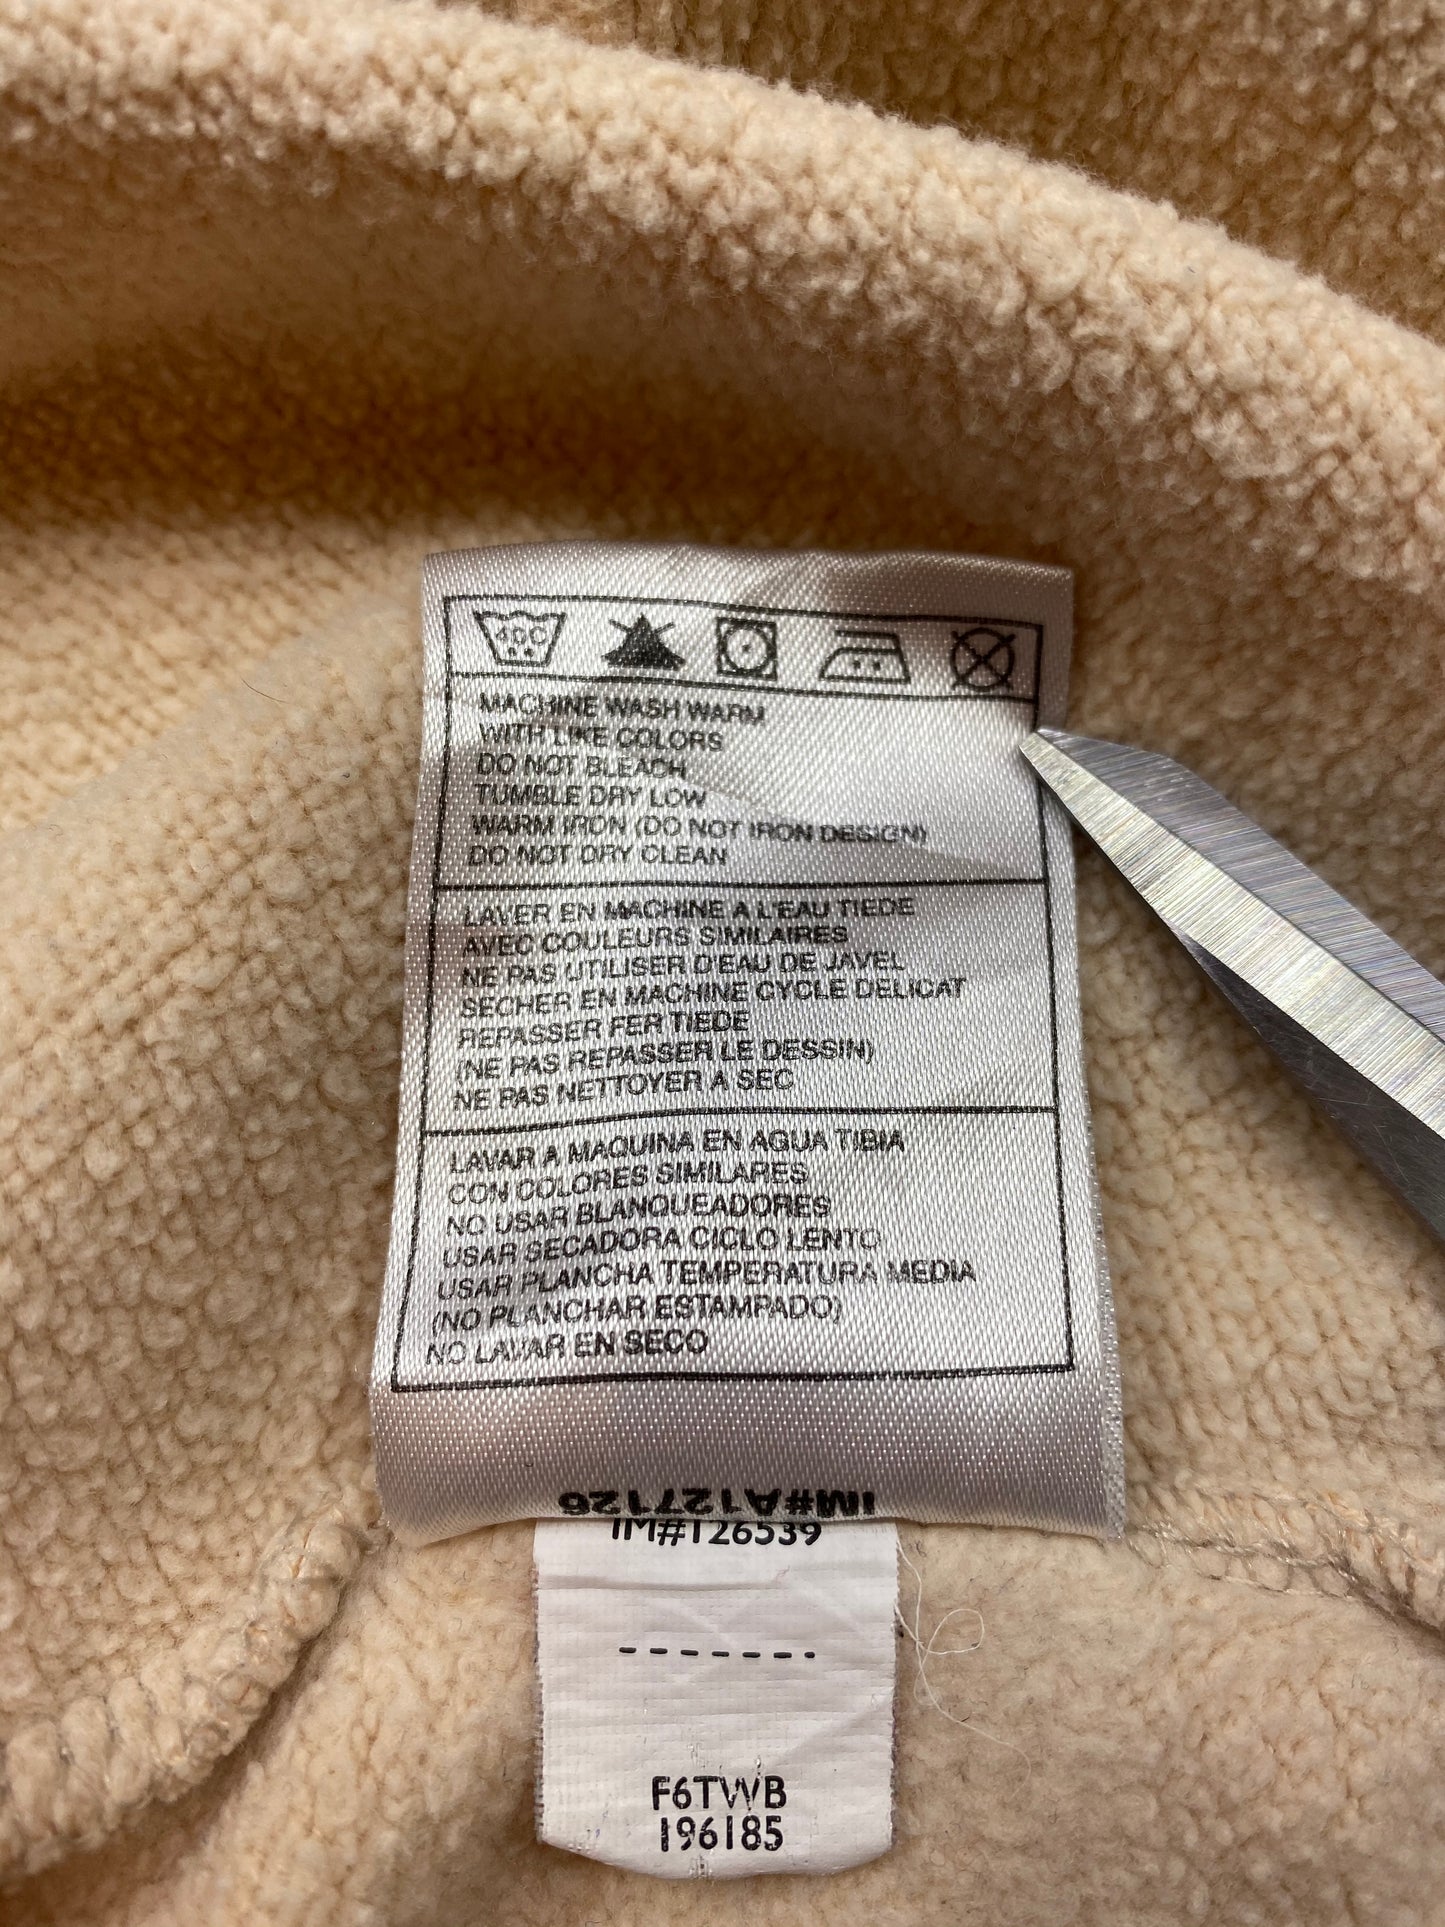 40C
MACHINE WASH WARM
WITH LIKE COLORS
DO NOT BLEACH
TUMBLE DRY LOW
WARM IRON (DO NOT IRON DESIGN)
DO NOT DRY CLEAN
LAVER EN MACHINE A L'EAU TIEDE
AVEC COULEURS SIMILAIRES
NE PAS UTILISER D'EAU DE JAVEL
SECHER EN MACHINE CYCLE DELICAT
REPASSER FER TIEDE
(NE PAS REPASSER LE DESSIN)
NE PAS NETTOYER A SEC
LAVAR A MAQUINA EN AGUA TIBIA
CON COLORES SIMILARES
NO USAR BLANQUEADORES
USAR SECADORA CICLO LENTO
USAR PLANCHA TEMPERATURA MEDIA
(NO PLANCHAR ESTAMPADO)
NO LAVAR EN SECO
IM#A127126
IM#126539
-------
F6TWB
196185